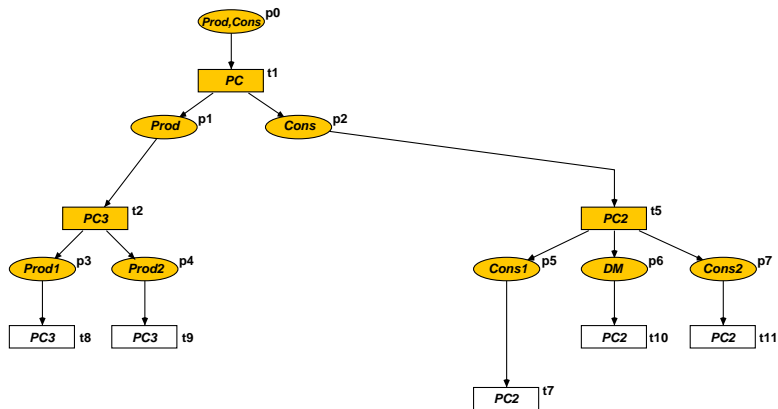 Prod,Cons p0
PC t1
Prod p1 Cons p2
PC3 t2 PC2 t5
Prod1 p3 Prod2 p4 Cons1 p5 DM p6 Cons2 p7
PC3 t8 PC3 t9 PC2 t10 PC2 t11
PC2 t7